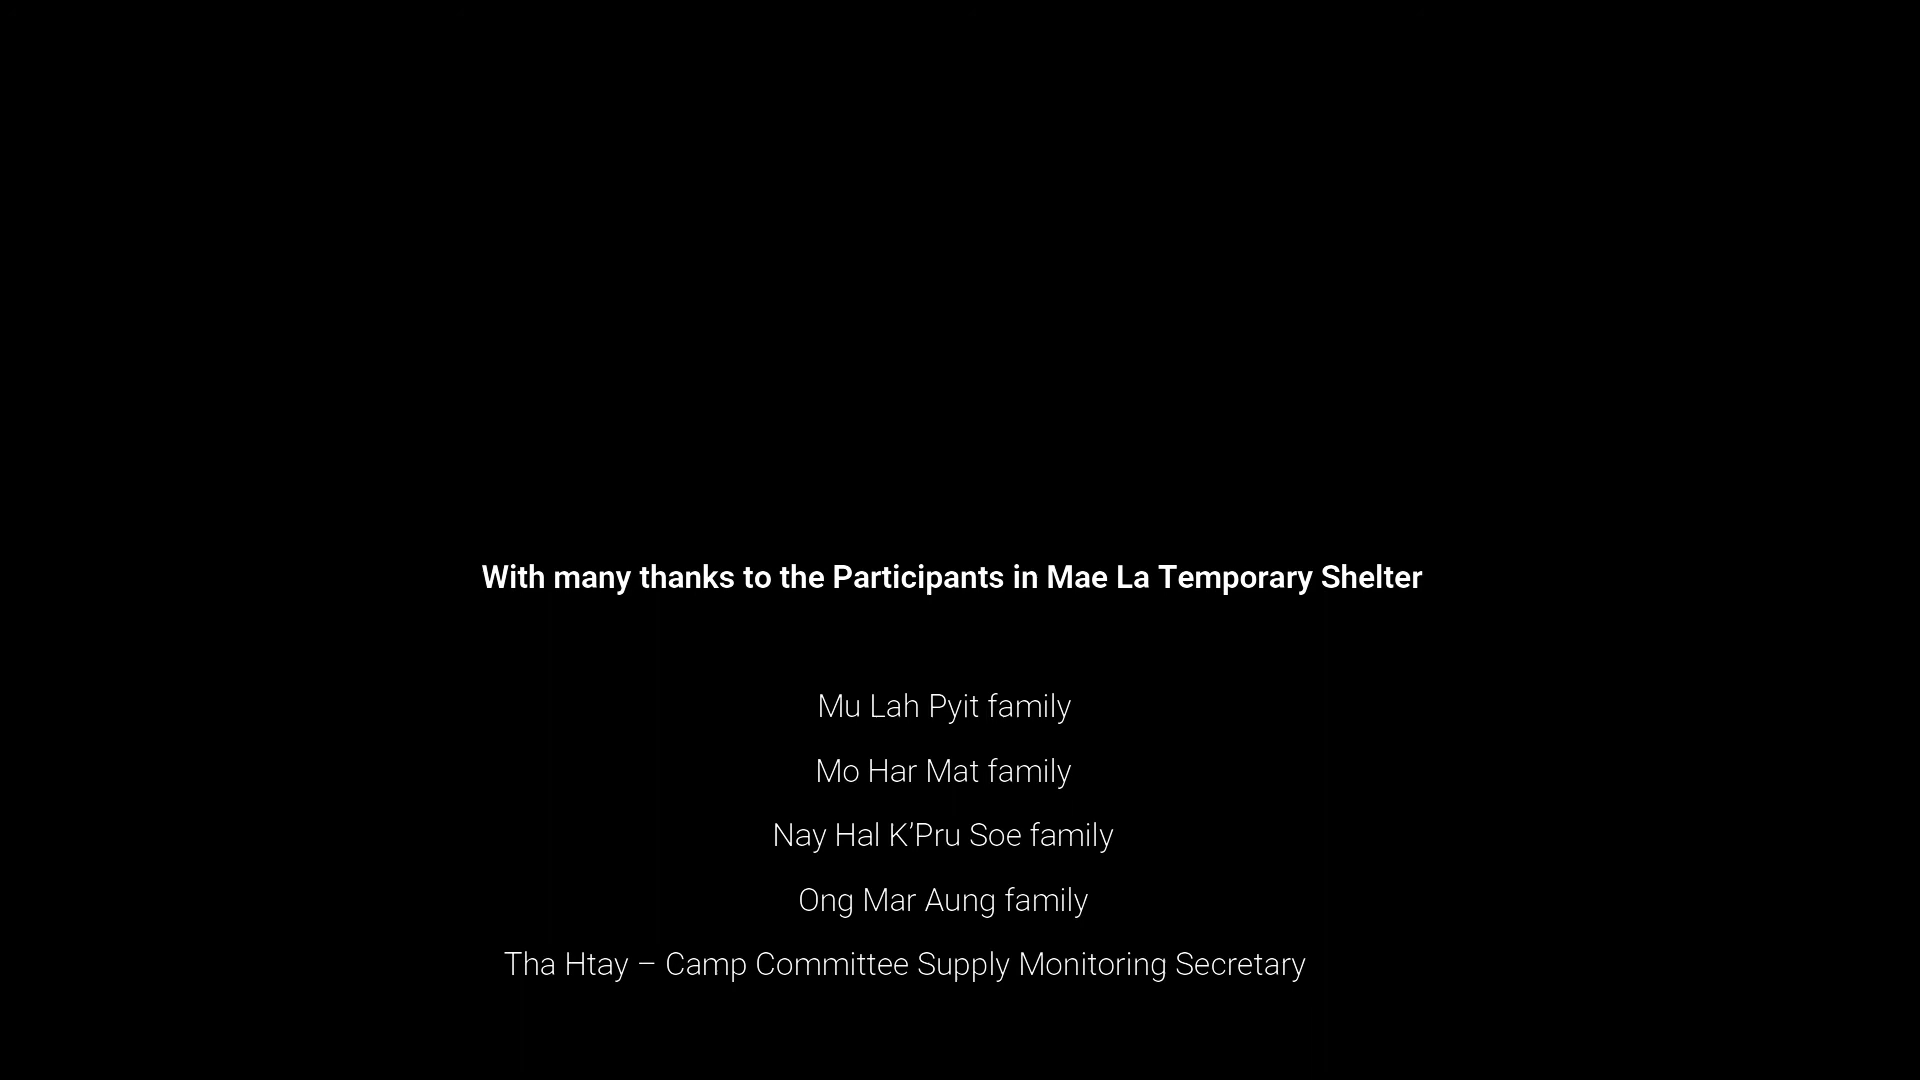 With many thanks to the Participants in Mae La Temporary Shelter
Mu Lah Pyit family
Mo Har Mat family
Nay Hal K’Pru Soe family
Ong Mar Aung family
Tha Htay – Camp Committee Supply Monitoring Secretary